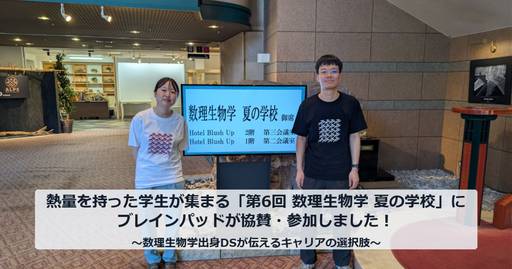 数理生物学 夏の学校 御席
Hotel Blush Up 2階 第三会議室
Hotel Blush Up 1階 第二会議室
熱量を持った学生が集まる「第6回 数理生物学 夏の学校」に
ブレインパッドが協賛・参加しました！
～数理生物学出身DSが伝えるキャリアの選択肢～